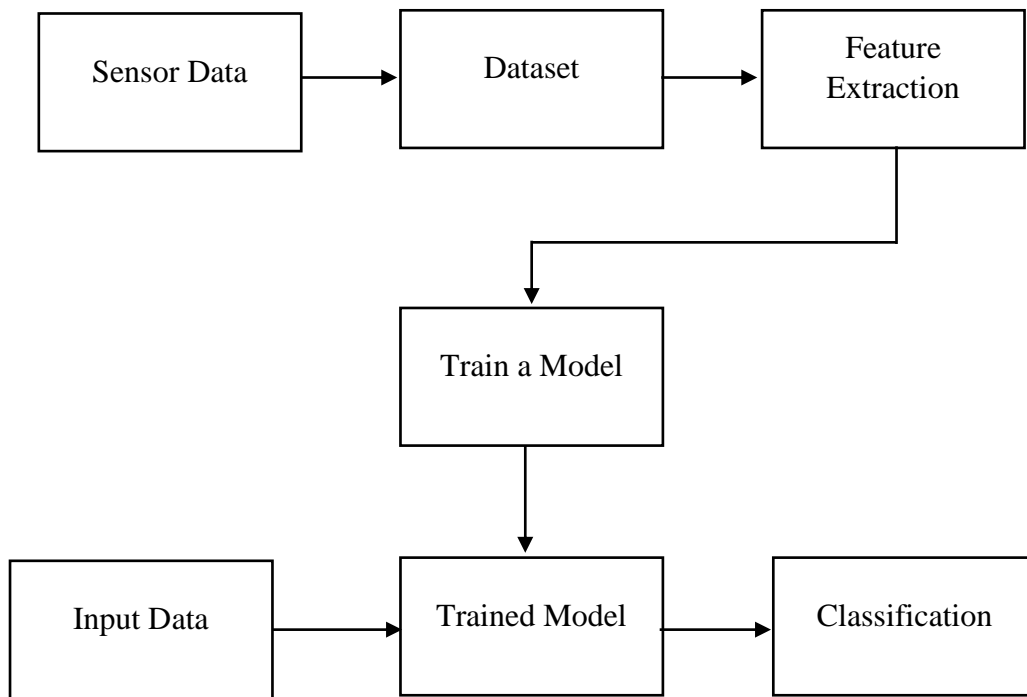 Sensor Data
Dataset
Feature
Extraction
Train a Model
Input Data
Trained Model
Classification